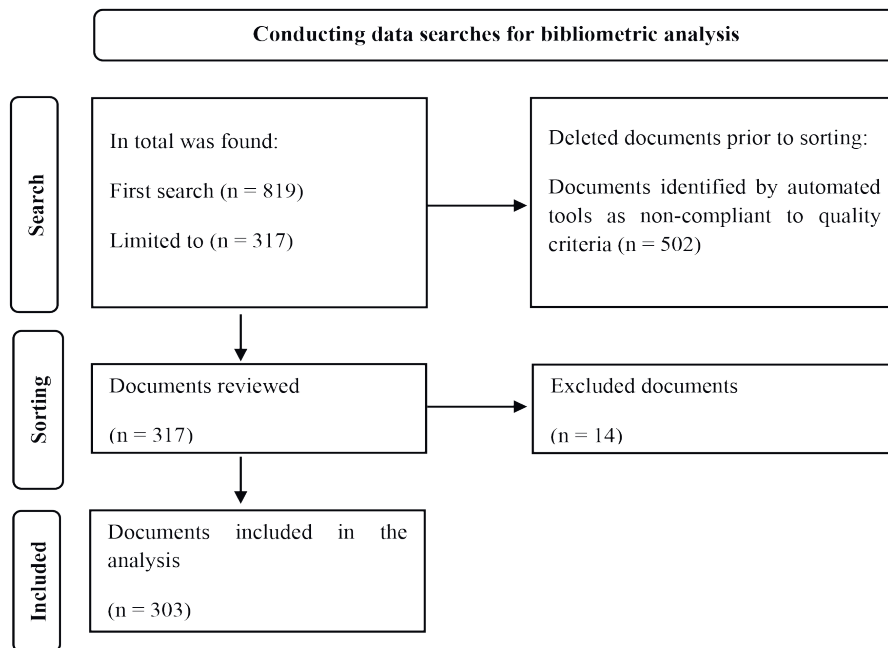 Conducting data searches for bibliometric analysis
Search
In total was found:
First search (n = 819)
Limited to (n = 317)
Deleted documents prior to sorting:
Documents identified by automated
tools as non-compliant to quality
criteria (n = 502)
Sorting
Documents reviewed
(n = 317)
Excluded documents
(n = 14)
Included
Documents included in the
analysis
(n = 303)